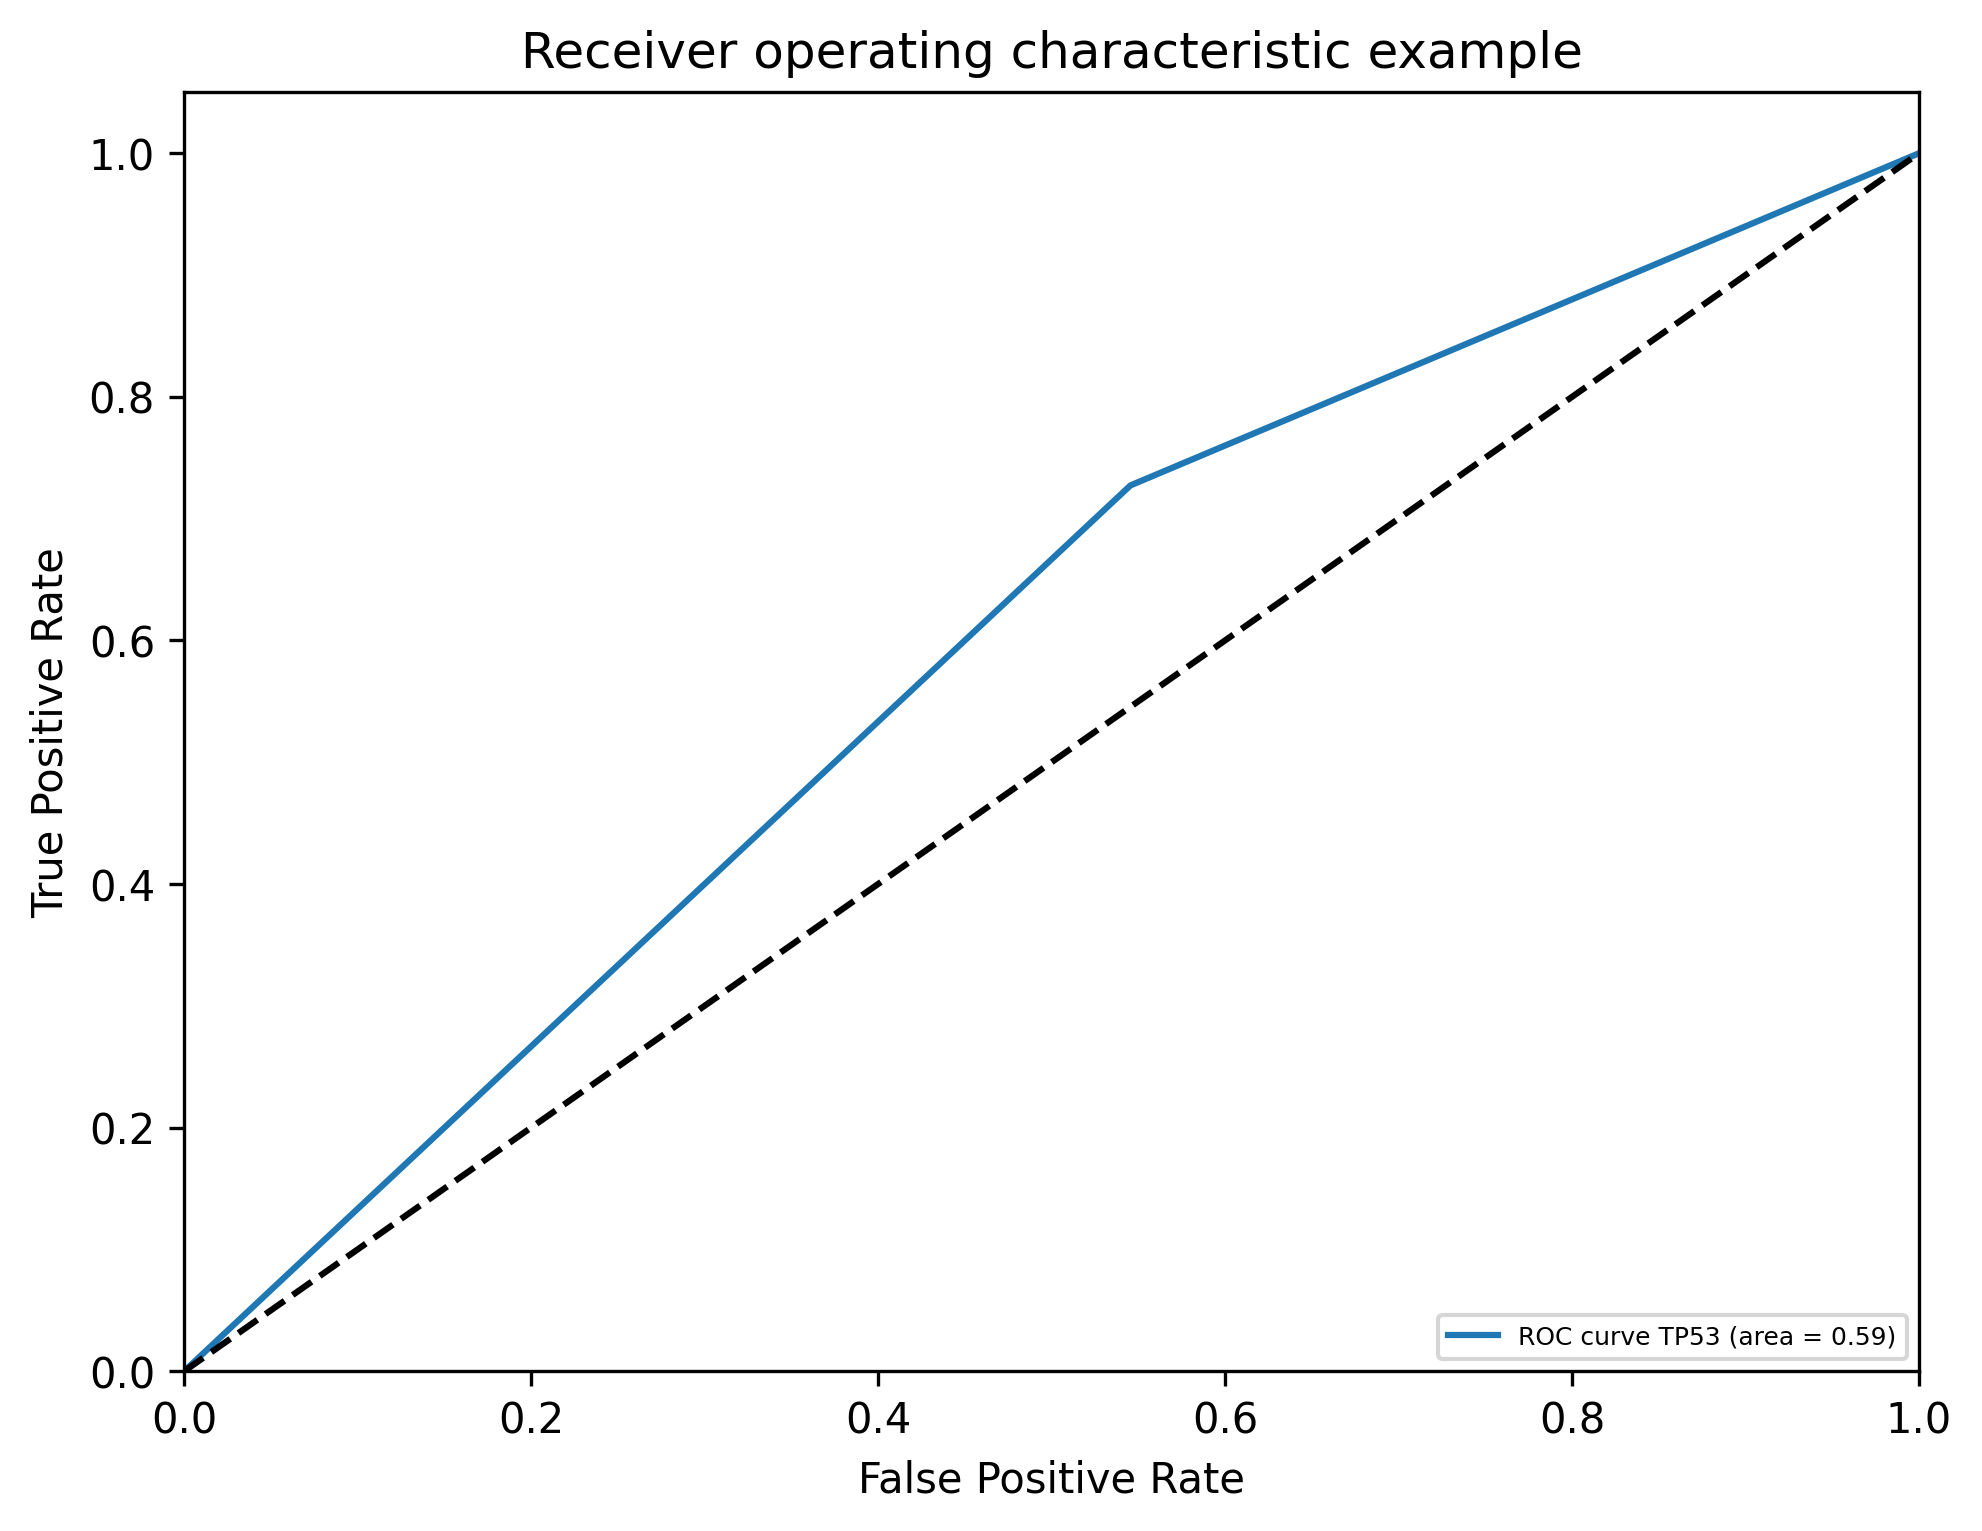 Receiver operating characteristic example
True Positive Rate
1.0
0.8
0.6
0.4
0.2
0.0
ROC curve TP53 (area = 0.59)
0.0 0.2 0.4 0.6 0.8 1.0
False Positive Rate